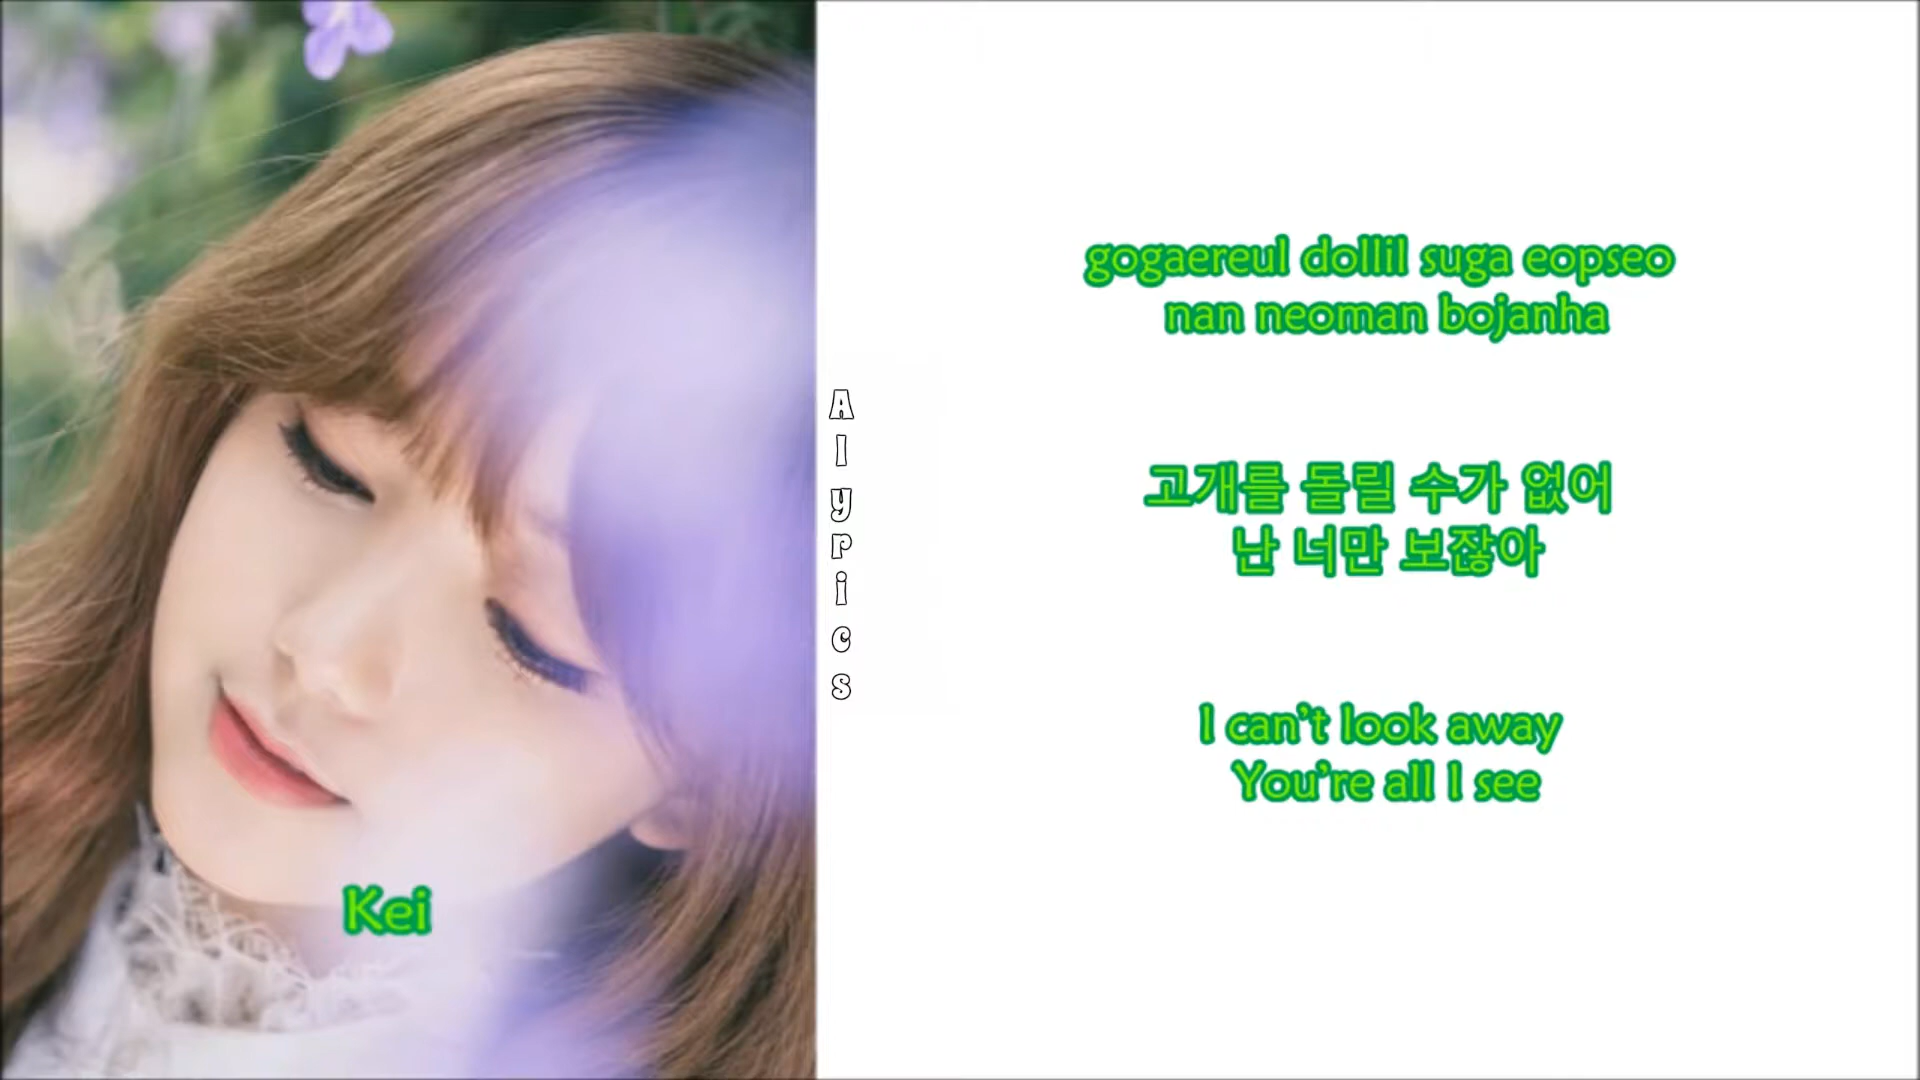 Kei
Alypics
gogaereul dollil suga eopseo
nan neoman bojanha
고개를 돌릴 수가 없어
난 너만 보잖아
I can't look away
You're all I see